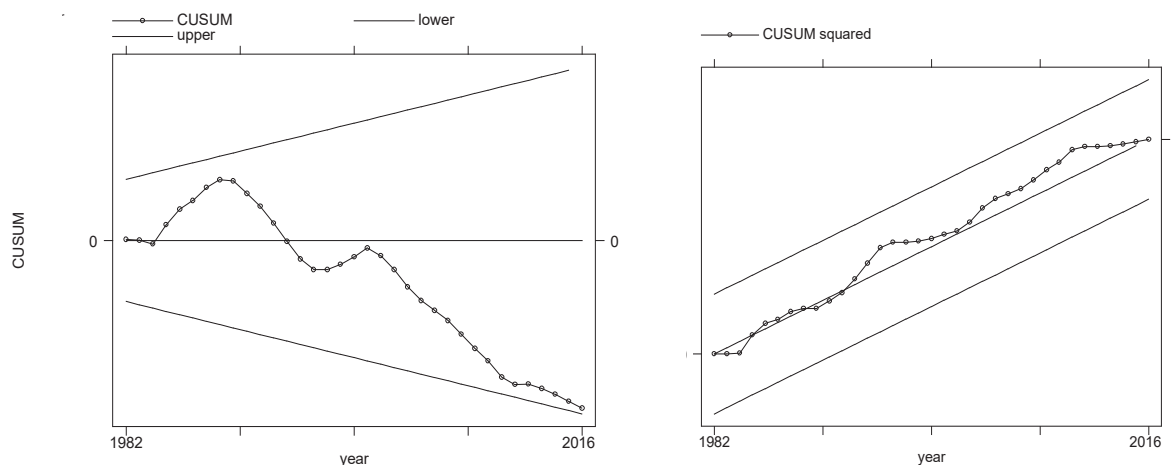 CUSUM lower
upper
CUSUM
0
0
1982 2016
year
CUSUM squared
1982 2016
year